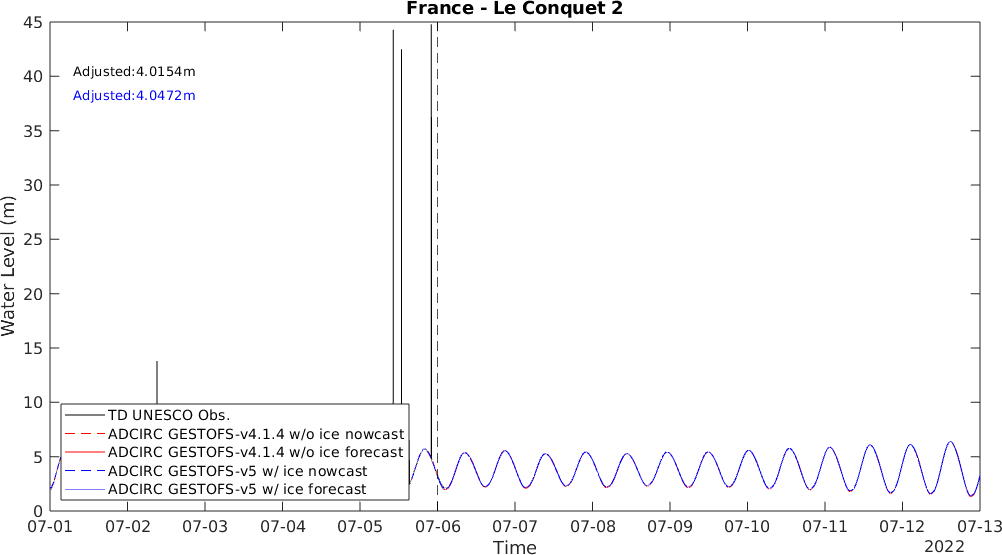 France - Le Conquet 2
45
40
35
30
25
20
15
10
5
0
Water Level (m)
Adjusted:4.0154m
Adjusted:4.0472m
TD UNESCO Obs.
ADCIRC GESTOFS-v4.1.4 w/o ice nowcast
ADCIRC GESTOFS-v4.1.4 w/o ice forecast
ADCIRC GESTOFS-v5 w/ ice nowcast
ADCIRC GESTOFS-v5 w/ ice forecast
07-01 07-02 07-03 07-04 07-05 07-06 07-07 07-08 07-09 07-10 07-11 07-12 07-13
Time
2022